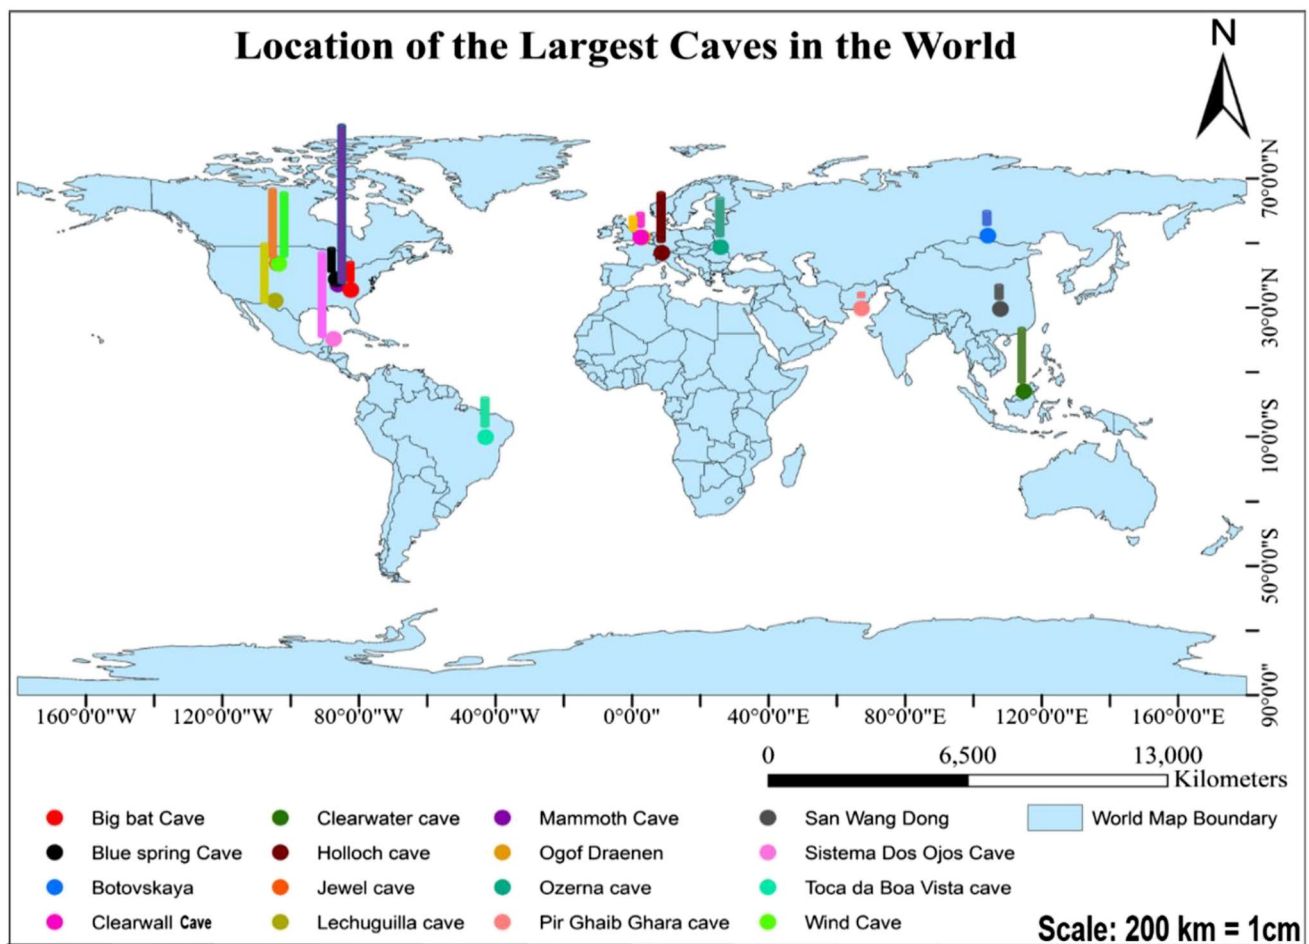 Location of the Largest Caves in the World
N
70°0'0"N
30°0'0"N
10°0'0"S
50°0'0"S
90°0'0"
160°0'0"W 120°0'0"W 80°0'0"W 40°0'0"W 0°0'0" 40°0'0"E 80°0'0"E 120°0'0"E 160°0'0"E
0 6,500 13,000
Kilometers
Big bat Cave Clearwater cave Mammoth Cave San Wang Dong World Map Boundary
Blue spring Cave Holloch cave Ogof Draenen Sistema Dos Ojos Cave
Botovskaya Jewel cave Ozerna cave Toca da Boa Vista cave
Clearwall Cave Lechuguilla cave Pir Ghaib Ghara cave Wind Cave
Scale: 200 km = 1cm